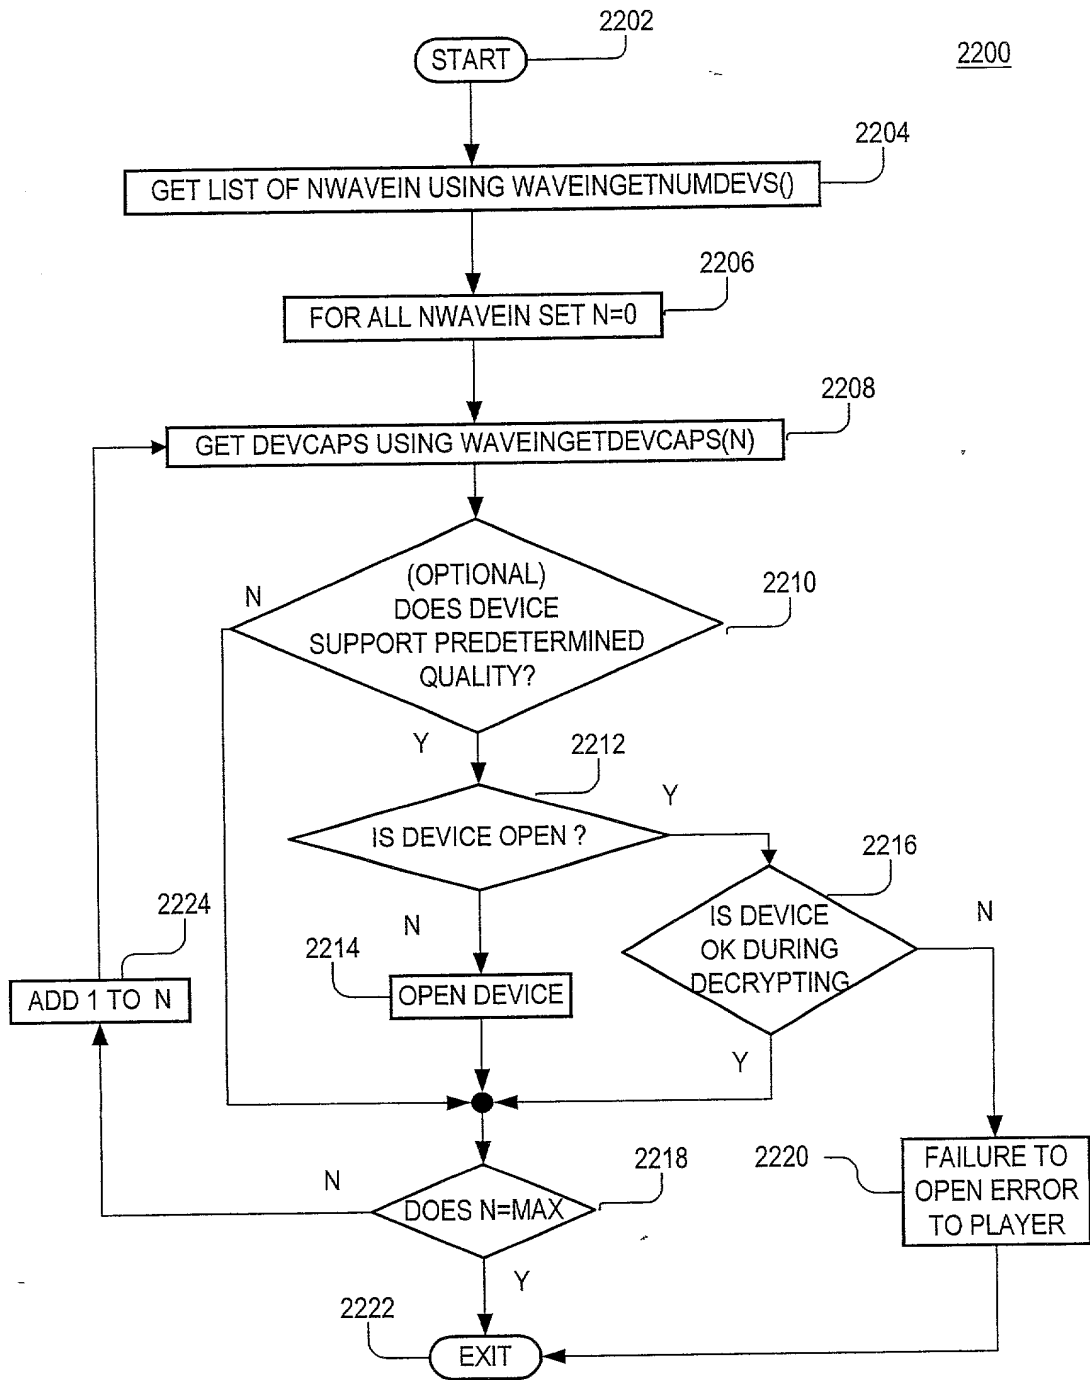 2202
START
2200
2204
GET LIST OF NWAVEIN USING WAVEINGETNUMDEVS()
2206
FOR ALL NWAVEIN SET N=0
2208
GET DEVCAPS USING WAVEINGETDEVCAPS(N)
(OPTIONAL)
DOES DEVICE
SUPPORT PREDETERMINED
QUALITY?
N
2210
Y
2212
Y
IS DEVICE OPEN ?
2216
IS DEVICE
OK DURING
DECRYPTING
N
2224
N
2214
ADD 1 TO N
OPEN DEVICE
Y
2218
2220
N
DOES N=MAX
FAILURE TO
OPEN ERROR
TO PLAYER
Y
2222
EXIT